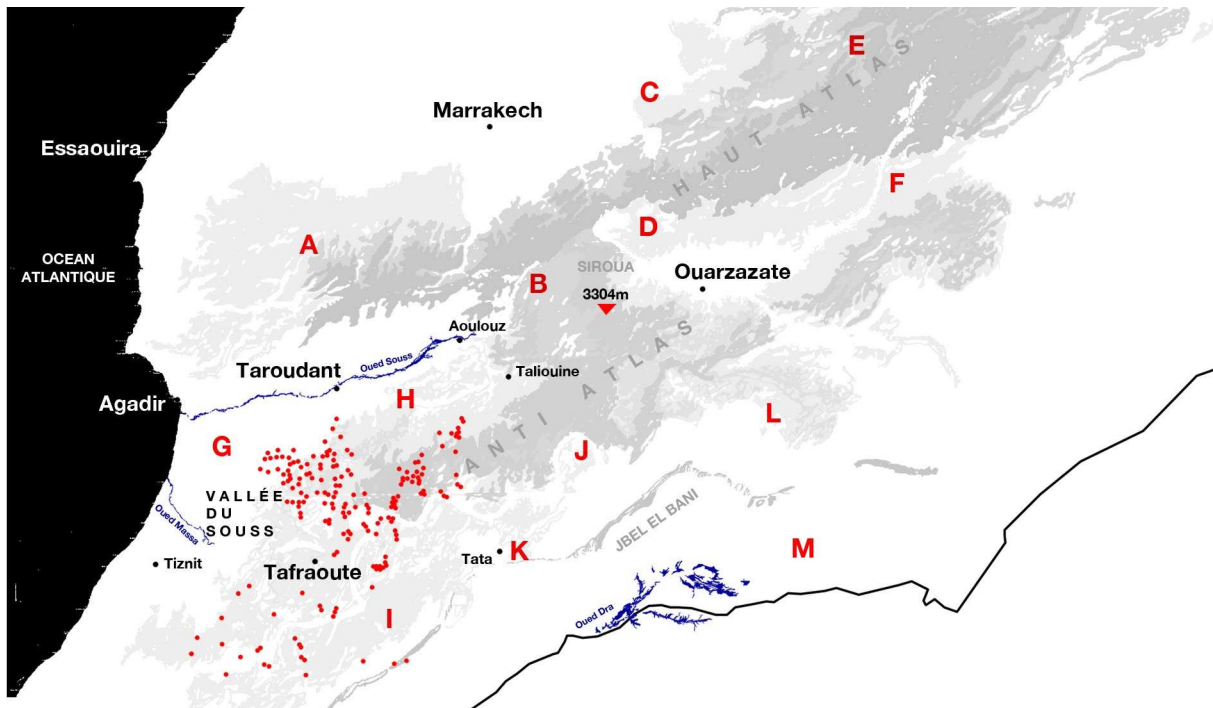 E
C
Marrakech
Essaouira
HAUT ATLAS
F
D
A
OCEAN
ATLANTIQUE
SIROUA
B
Ouarzazate
3304m
Aoulouz
Oued Souss
Taliouine
Taroudant
Agadir
H
ANTI ATLAS
L
G
J
VALLÉE
DU
SOUSS
Oued Massa
JBEL EL BANI
K
M
Tata
Tiznit
Tafraoute
I
Oued Dra